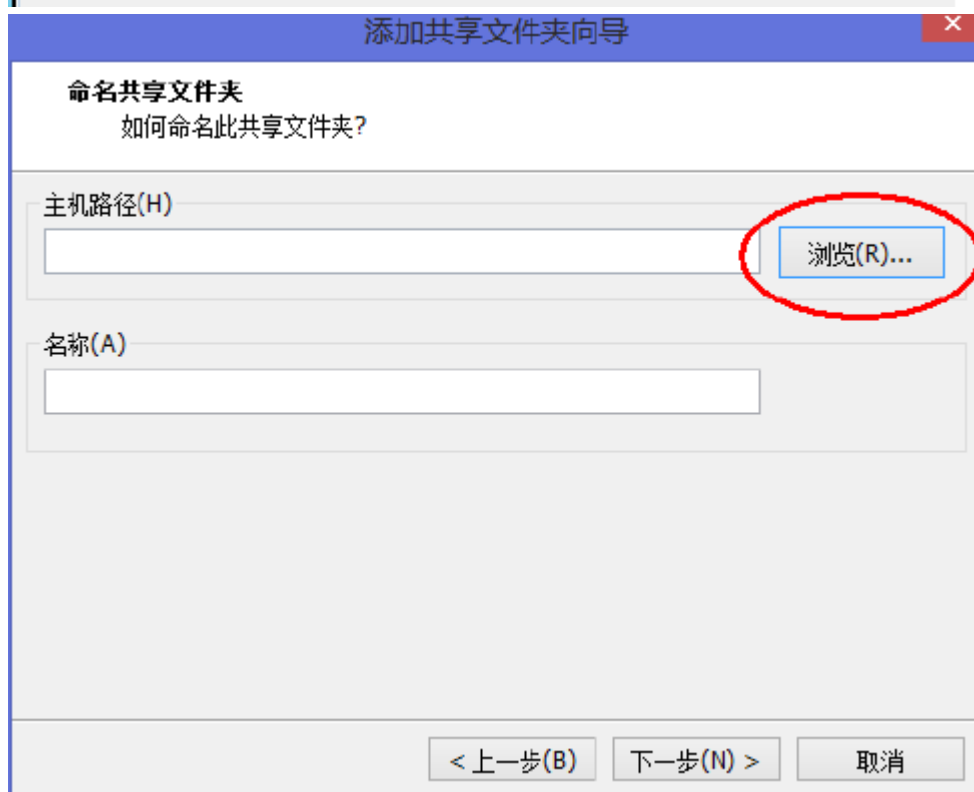 添加共享文件夹向导
命名共享文件夹
如何命名此共享文件夹?
主机路径(H)
浏览(R)...
名称(A)
< 上一步(B)
下一步(N) >
取消